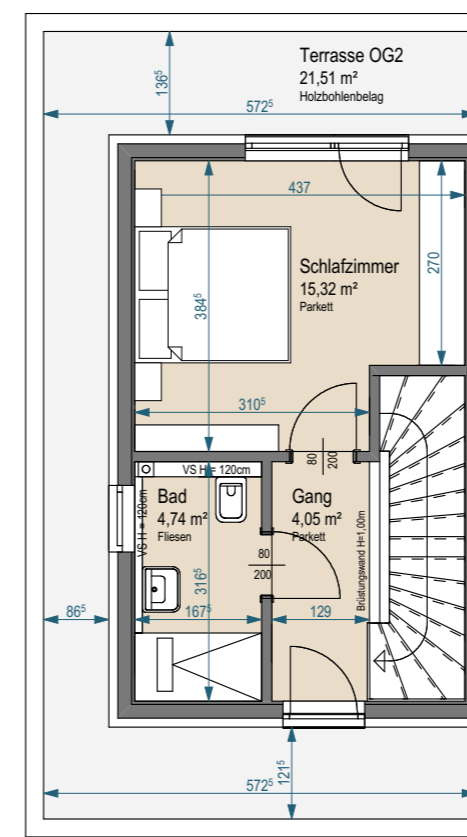 Terrasse OG2
21,51 m²
Holzbohlenbelag
136⁵
572⁵
437
Schlafzimmer
15,32 m²
Parkett
270
384⁵
310⁵
80
200
VS H = 120cm
Bad
4,74 m²
Fliesen
VS H = 120cm
Gang
4,05 m²
Parkett
Brüstungswand H=1,00m
80
200
316⁵
86⁵
167⁵
129
572⁵
121⁵